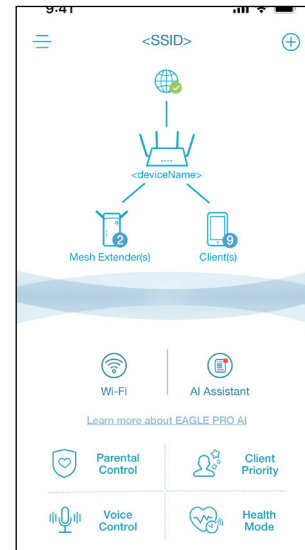 9:41
<SSID>
<deviceName>
2
9
Mesh Extender(s)
Client(s)
Wi-Fi
AI Assistant
Learn more about EAGLE PRO AI
Parental
Control
Client
Priority
Voice
Control
Health
Mode